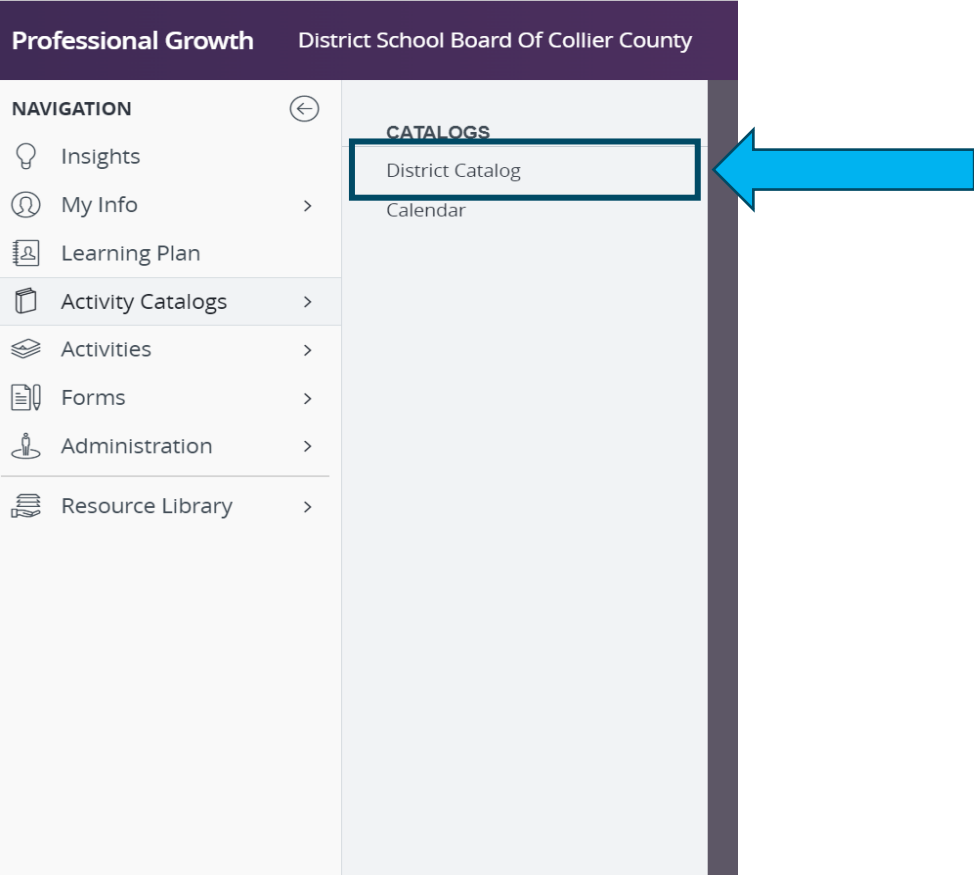 Professional Growth District School Board Of Collier County
NAVIGATION
Insights
My Info
Learning Plan
Activity Catalogs
Activities
Forms
Administration
Resource Library
CATALOGS
District Catalog
Calendar